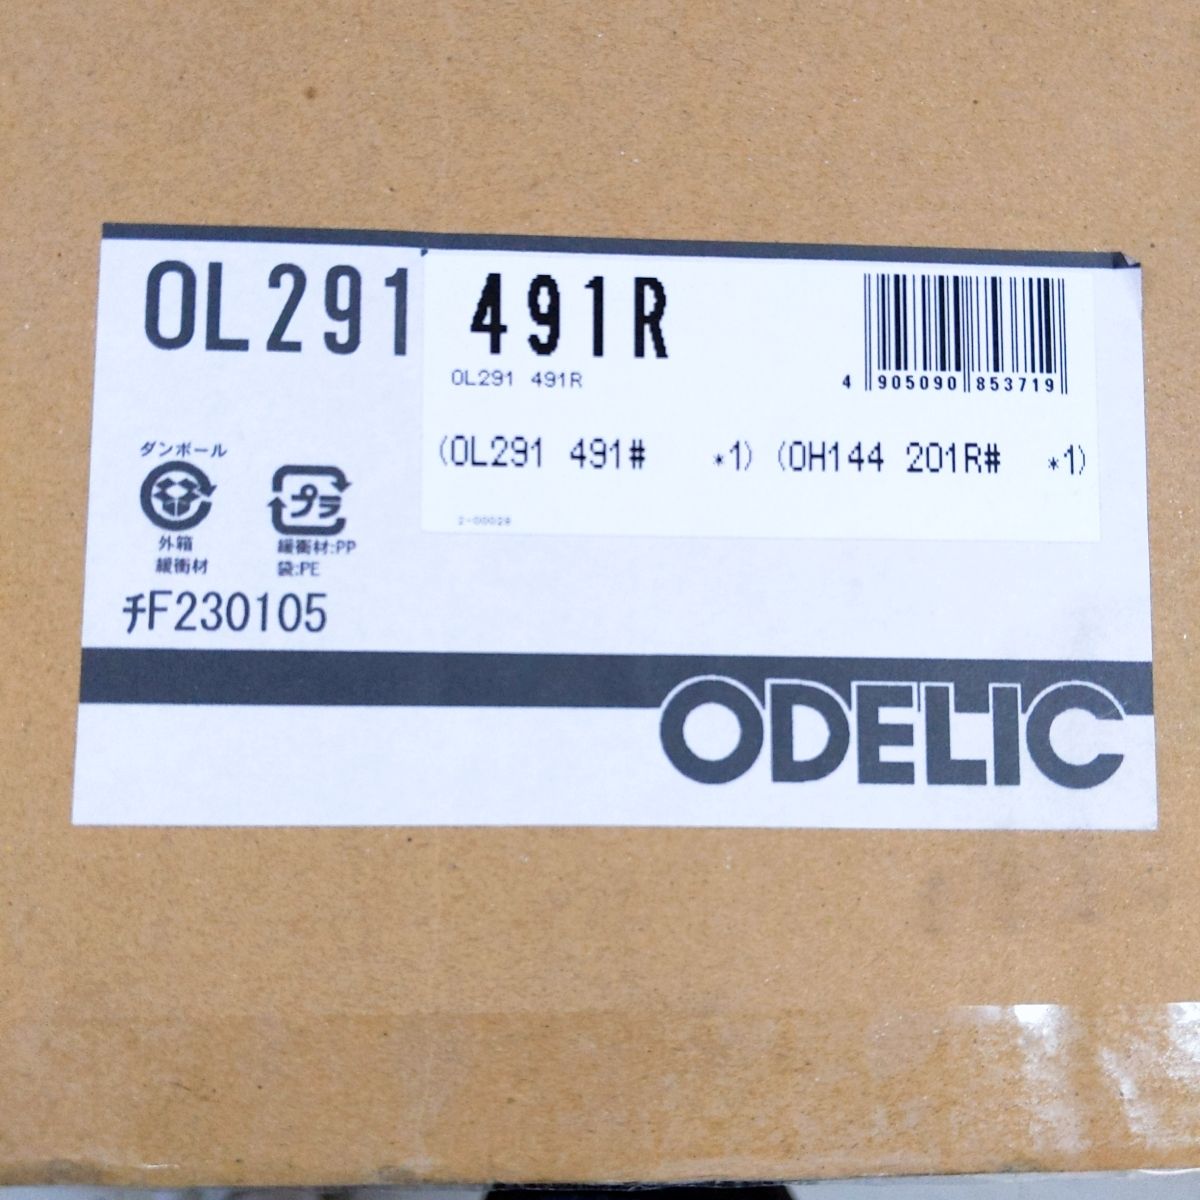 OL291 491R
OL291 491R
4 905090 853719
(OL291 491# *1) (OH144 201R# *1)
2-00028
ダンボール
外箱
緩衝材
プラ
緩衝材:PP
袋:PE
チF230105
ODELIC